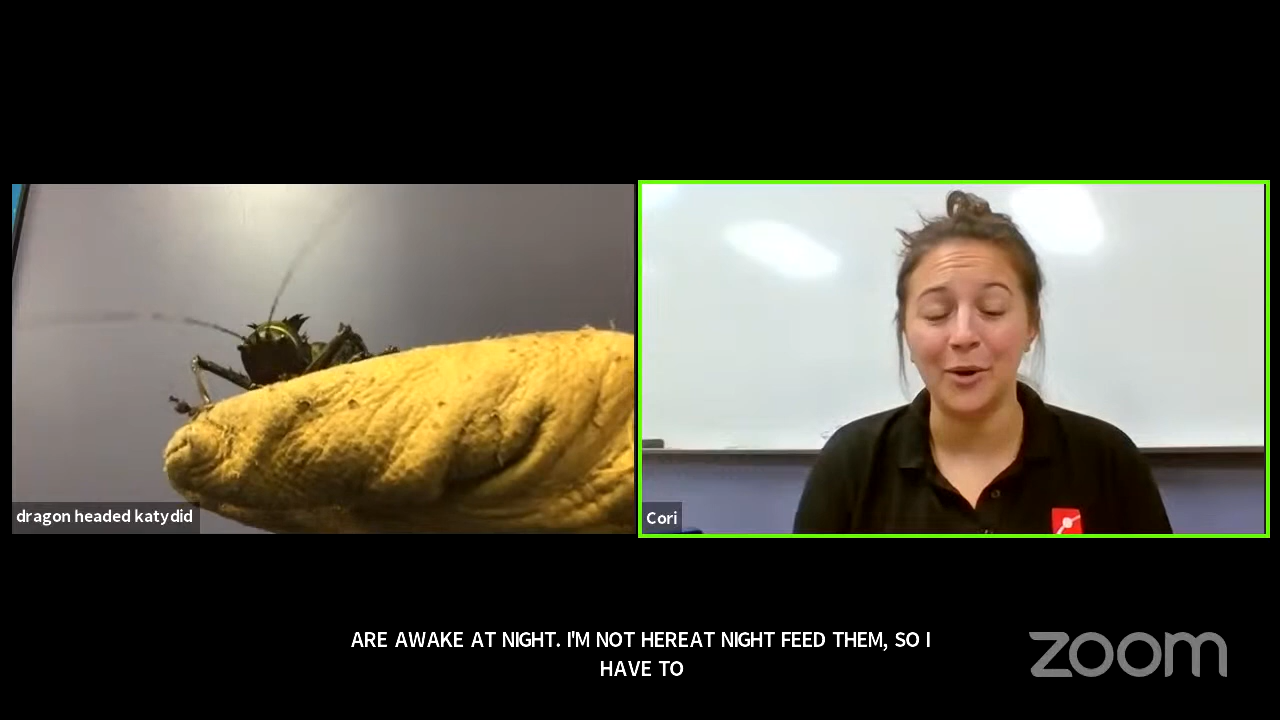 dragon headed katydid
Cori
ARE AWAKE AT NIGHT. I'M NOT HEREAT NIGHT FEED THEM, SO I
HAVE TO
zoom